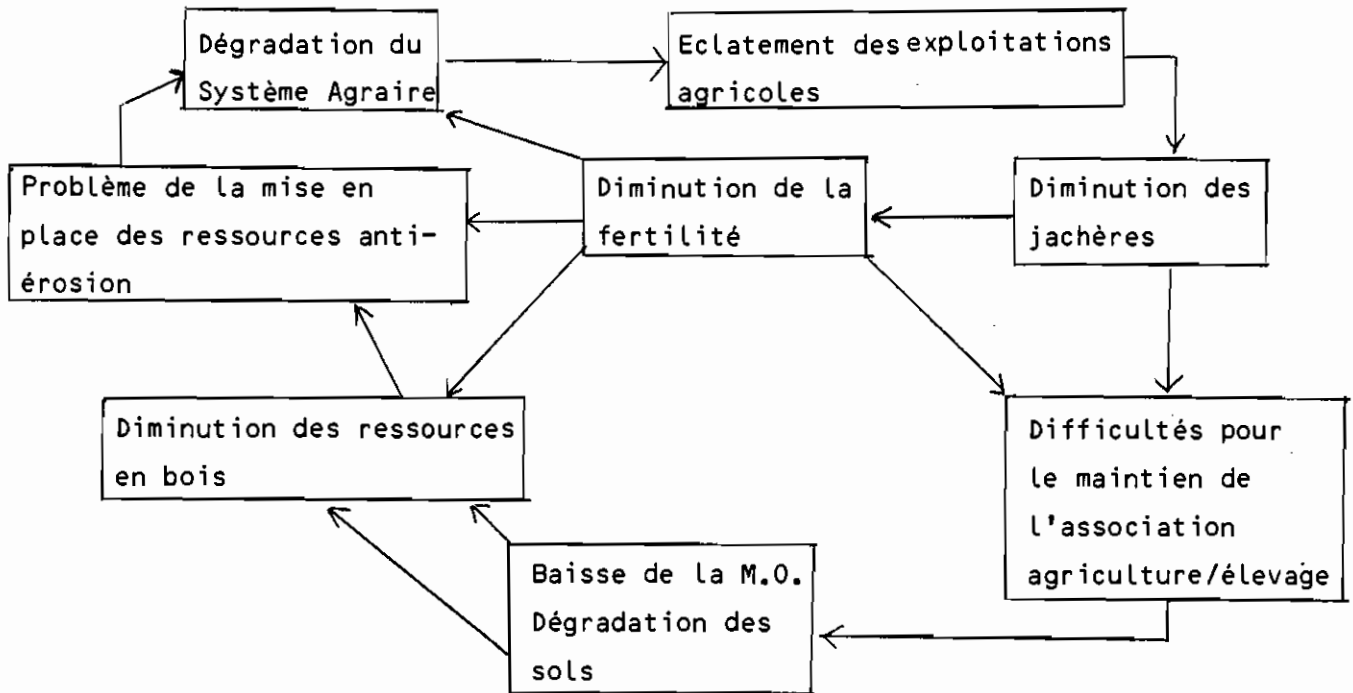 Dégradation du
Système Agraire
Eclatement des exploitations
agricoles
Problème de la mise en
place des ressources anti-
érosion
Diminution de la
fertilité
Diminution des
jachères
Diminution des ressources
en bois
Difficultés pour
le maintien de
l'association
agriculture/élevage
Baisse de la M.O.
Dégradation des
sols